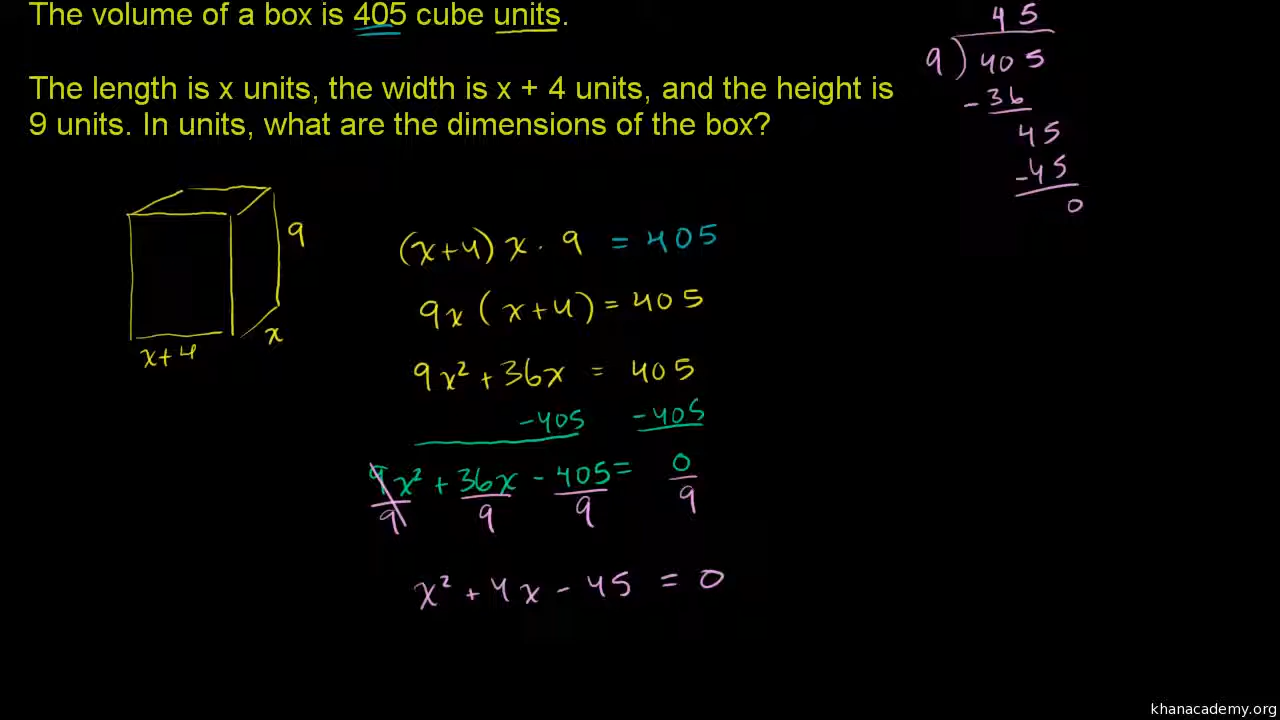 The volume of a box is 405 cube units.
The length is x units, the width is x + 4 units, and the height is
9 units. In units, what are the dimensions of the box?
45
9)405
-36
45
-45
0
9
x+4
x
(x+4)x·9 = 405
9x(x+4)=405
9x²+36x = 405
-405 -405
9x²+36x-405= 0
9 9 9 9
x²+4x-45 = 0
khanacademy.org